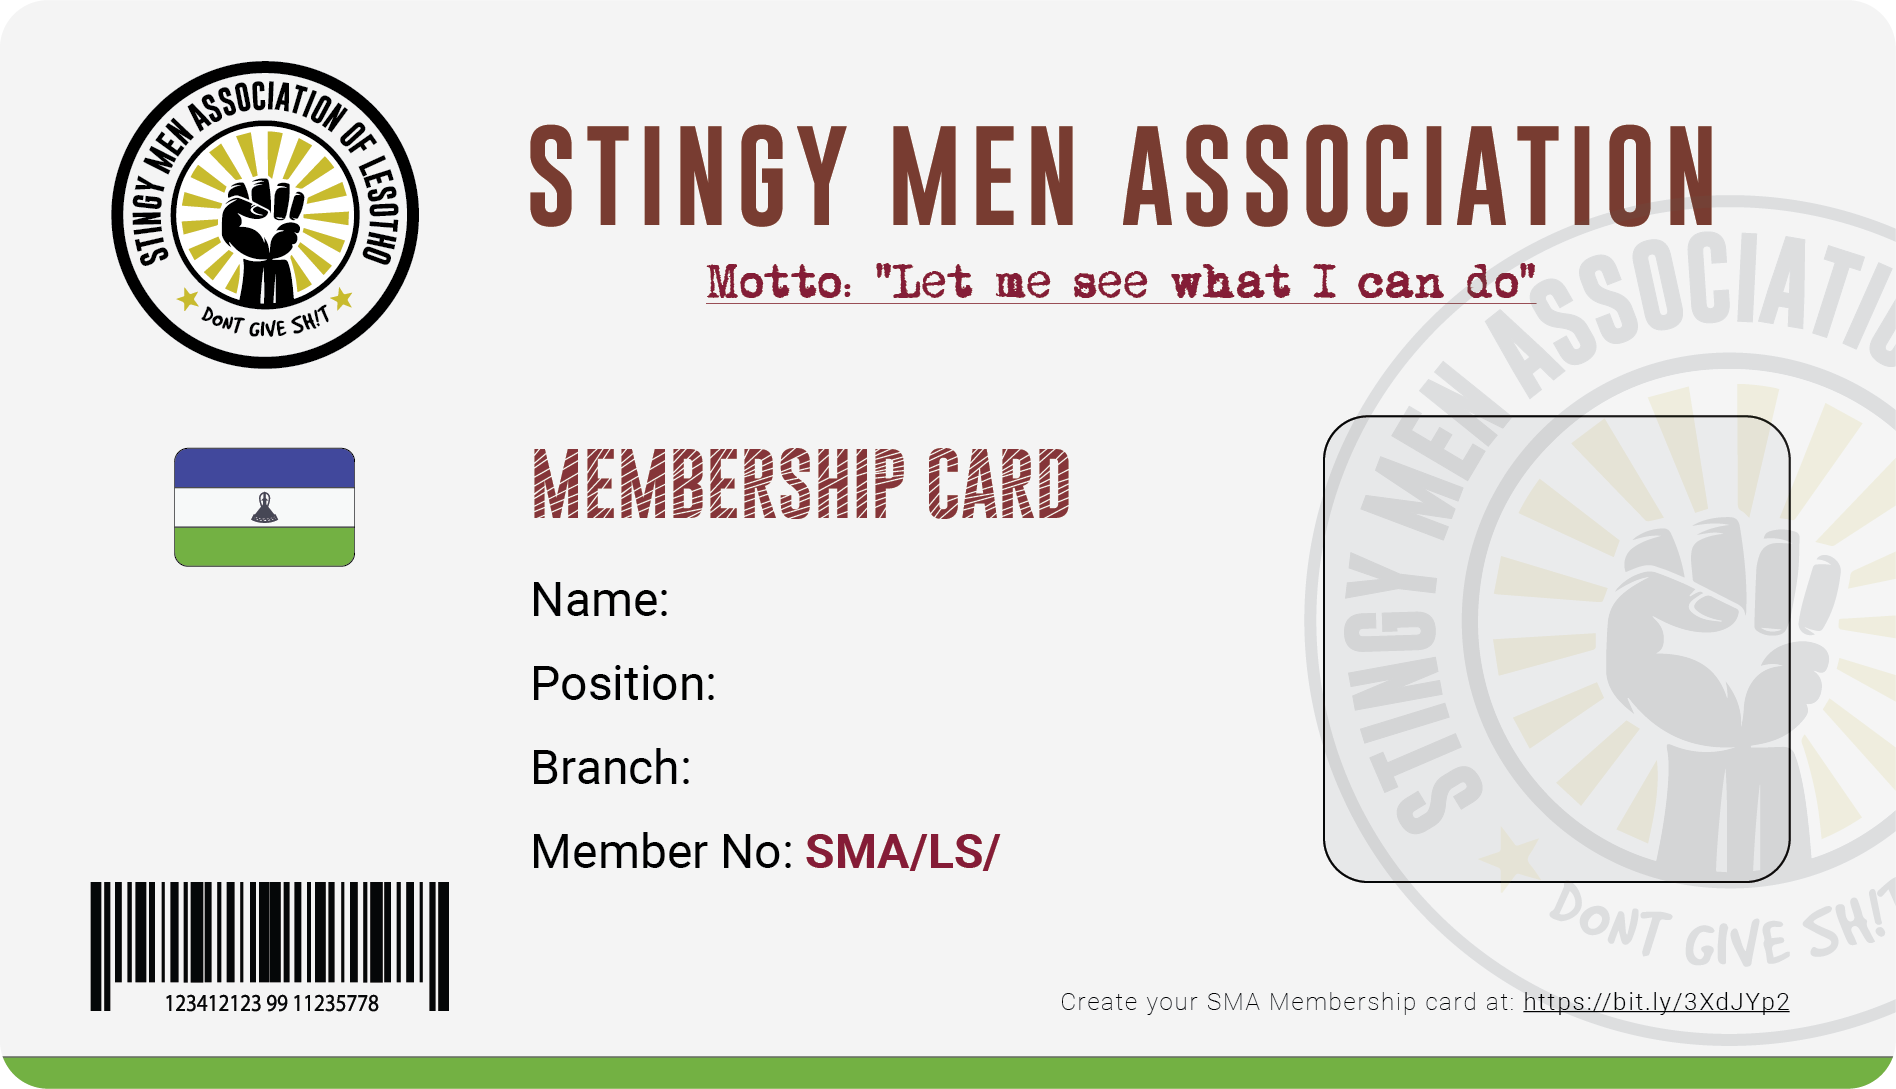 STINGY MEN ASSOCIATION OF LESOTHO
DONT GIVE SH!T
STINGY MEN ASSOCIATION
Motto: "Let me see what I can do"
MEMBERSHIP CARD
Name:
Position:
Branch:
Member No: SMA/LS/
123412123 99 11235778
STINGY MEN ASSOCIATIO
DONT GIVE SH!T
Create your SMA Membership card at: https://bit.ly/3XdJYp2